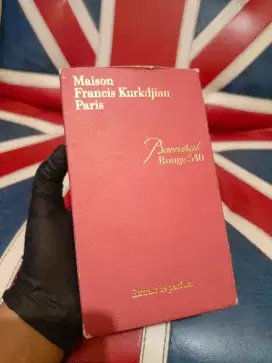 Maison
Francis Kurkdjian
Paris
Baccarat
Rouge 540
Extrait de parfum